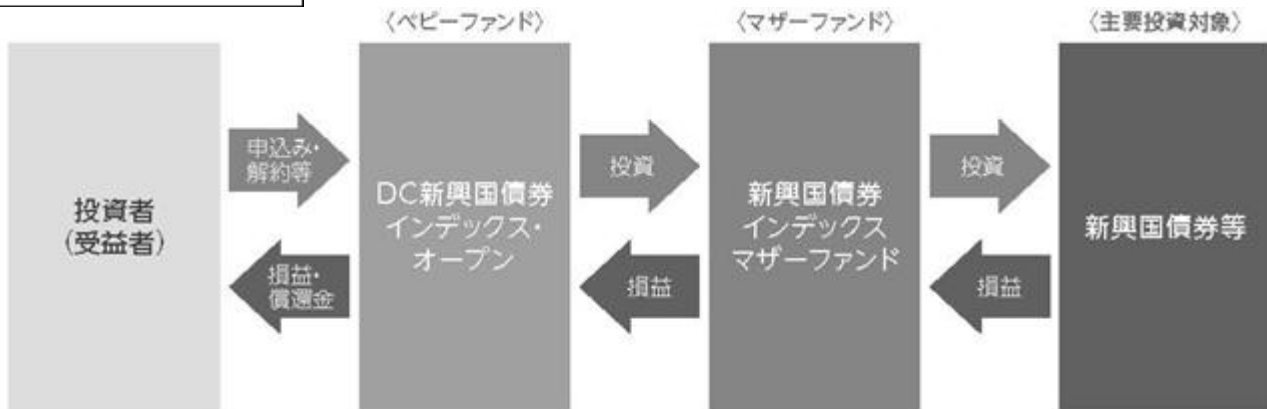 〈ベビーファンド〉
〈マザーファンド〉
〈主要投資対象〉
投資者
(受益者)
申込み・
解約等
損益・
償還金
DC新興国債券
インデックス・
オープン
投資
損益
新興国債券
インデックス
マザーファンド
投資
損益
新興国債券等